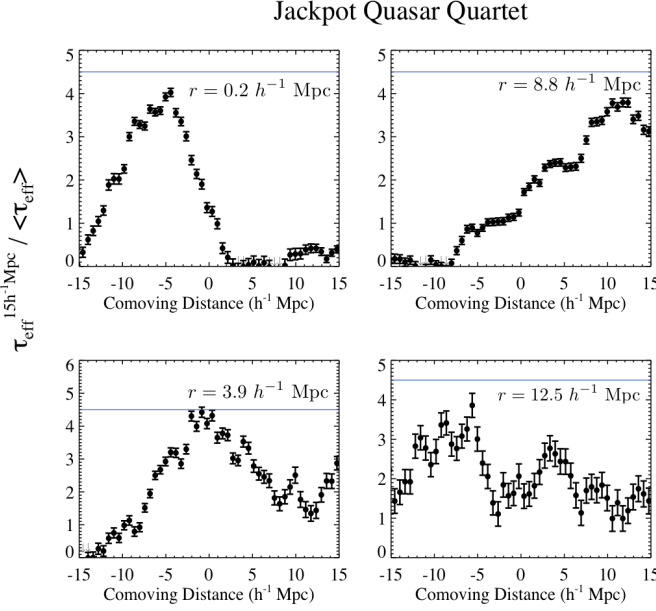 Jackpot Quasar Quartet
τeff^15h⁻¹Mpc / <τeff>
r = 0.2 h⁻¹ Mpc
5
4
3
2
1
0
-15 -10 -5 0 5 10 15
Comoving Distance (h⁻¹ Mpc)
r = 8.8 h⁻¹ Mpc
5
4
3
2
1
0
-15 -10 -5 0 5 10 15
Comoving Distance (h⁻¹ Mpc)
r = 3.9 h⁻¹ Mpc
6
5
4
3
2
1
0
-15 -10 -5 0 5 10 15
Comoving Distance (h⁻¹ Mpc)
r = 12.5 h⁻¹ Mpc
5
4
3
2
1
0
-15 -10 -5 0 5 10 15
Comoving Distance (h⁻¹ Mpc)